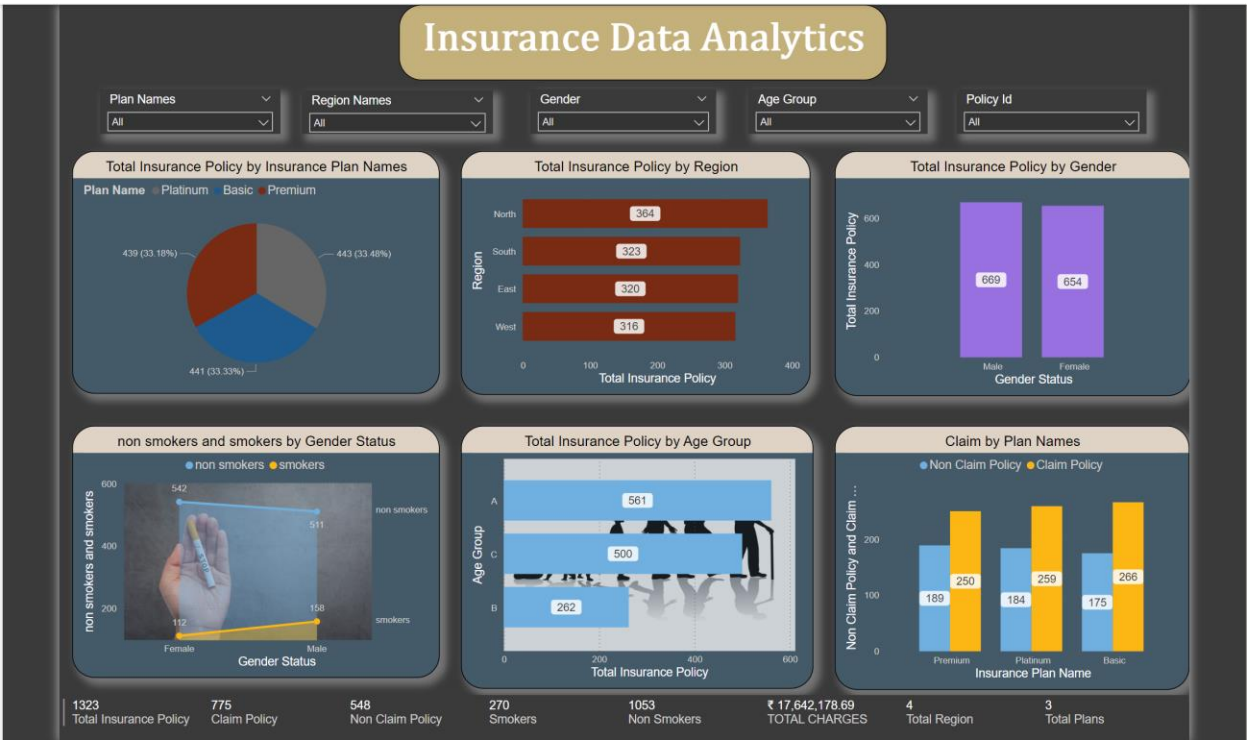 Insurance Data Analytics
Plan Names
All
Region Names
All
Gender
All
Age Group
All
Policy Id
All
Total Insurance Policy by Insurance Plan Names
Plan Name Platinum Basic Premium
439 (33.18%)
443 (33.48%)
441 (33.33%)
Total Insurance Policy by Region
Region
North
364
South
323
East
320
West
316
0 100 200 300 400
Total Insurance Policy
Total Insurance Policy by Gender
Total Insurance Policy
600
400
200
0
669
654
Male Female
Gender Status
non smokers and smokers by Gender Status
non smokers smokers
non smokers and smokers
600
400
200
542
511
non smokers
112
158
smokers
Female Male
Gender Status
Total Insurance Policy by Age Group
Age Group
A
561
C
500
B
262
0 200 400 600
Total Insurance Policy
Claim by Plan Names
Non Claim Policy Claim Policy
Non Claim Policy and Claim ...
200
100
0
189
250
184
259
175
266
Premium Platinum Basic
Insurance Plan Name
1323
Total Insurance Policy
775
Claim Policy
548
Non Claim Policy
270
Smokers
1053
Non Smokers
₹ 17,642,178.69
TOTAL CHARGES
4
Total Region
3
Total Plans